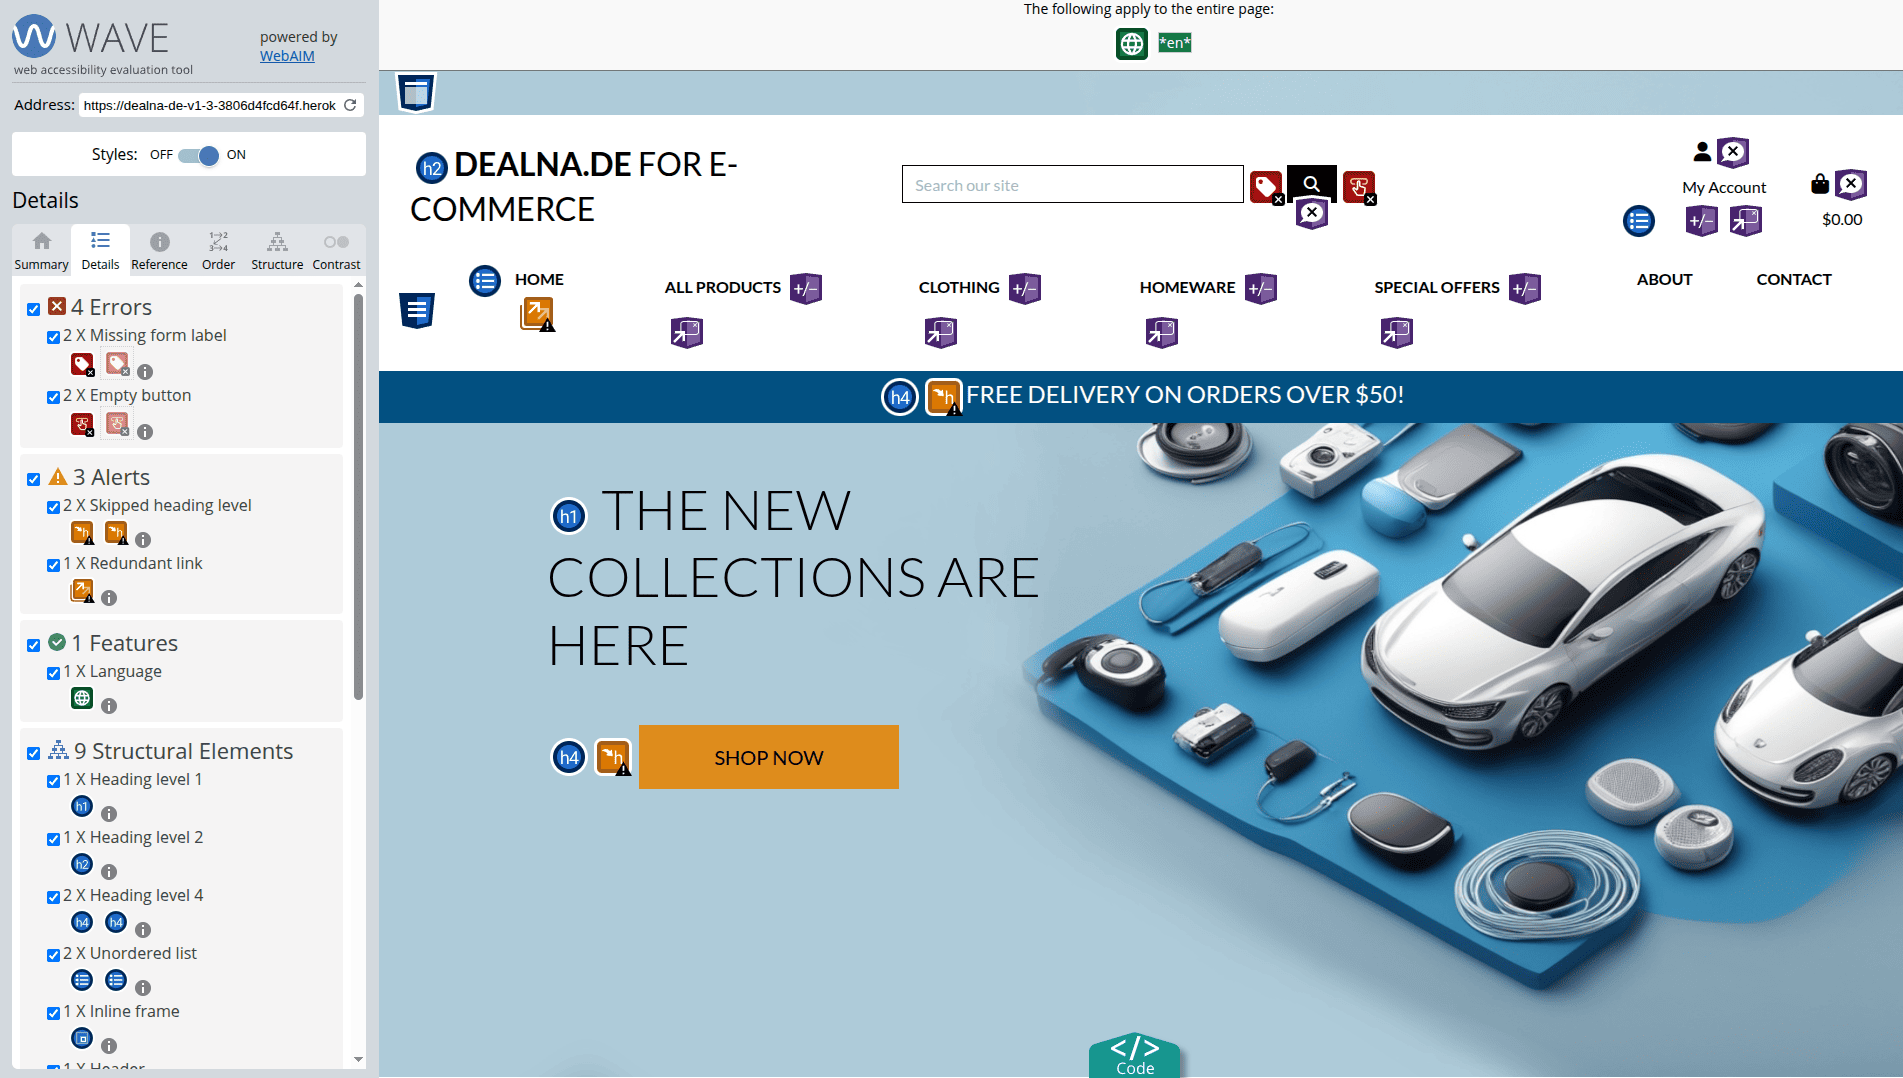 WAVE
web accessibility evaluation tool
powered by
WebAIM
Address: https://dealna-de-v1-3-3806d4fcd64f.herok
Styles: OFF ON
Details
Summary Details Reference Order Structure Contrast
4 Errors
2 X Missing form label
2 X Empty button
3 Alerts
2 X Skipped heading level
1 X Redundant link
1 Features
1 X Language
9 Structural Elements
1 X Heading level 1
h1
1 X Heading level 2
h2
2 X Heading level 4
h4 h4
2 X Unordered list
1 X Inline frame
1 X Header
The following apply to the entire page:
*en*
h2 DEALNA.DE FOR E-
COMMERCE
Search our site
My Account
$0.00
HOME ALL PRODUCTS +/- CLOTHING +/- HOMEWARE +/- SPECIAL OFFERS +/- ABOUT CONTACT
h4 h FREE DELIVERY ON ORDERS OVER $50!
h1 THE NEW
COLLECTIONS ARE
HERE
h4 h SHOP NOW
</>
Code